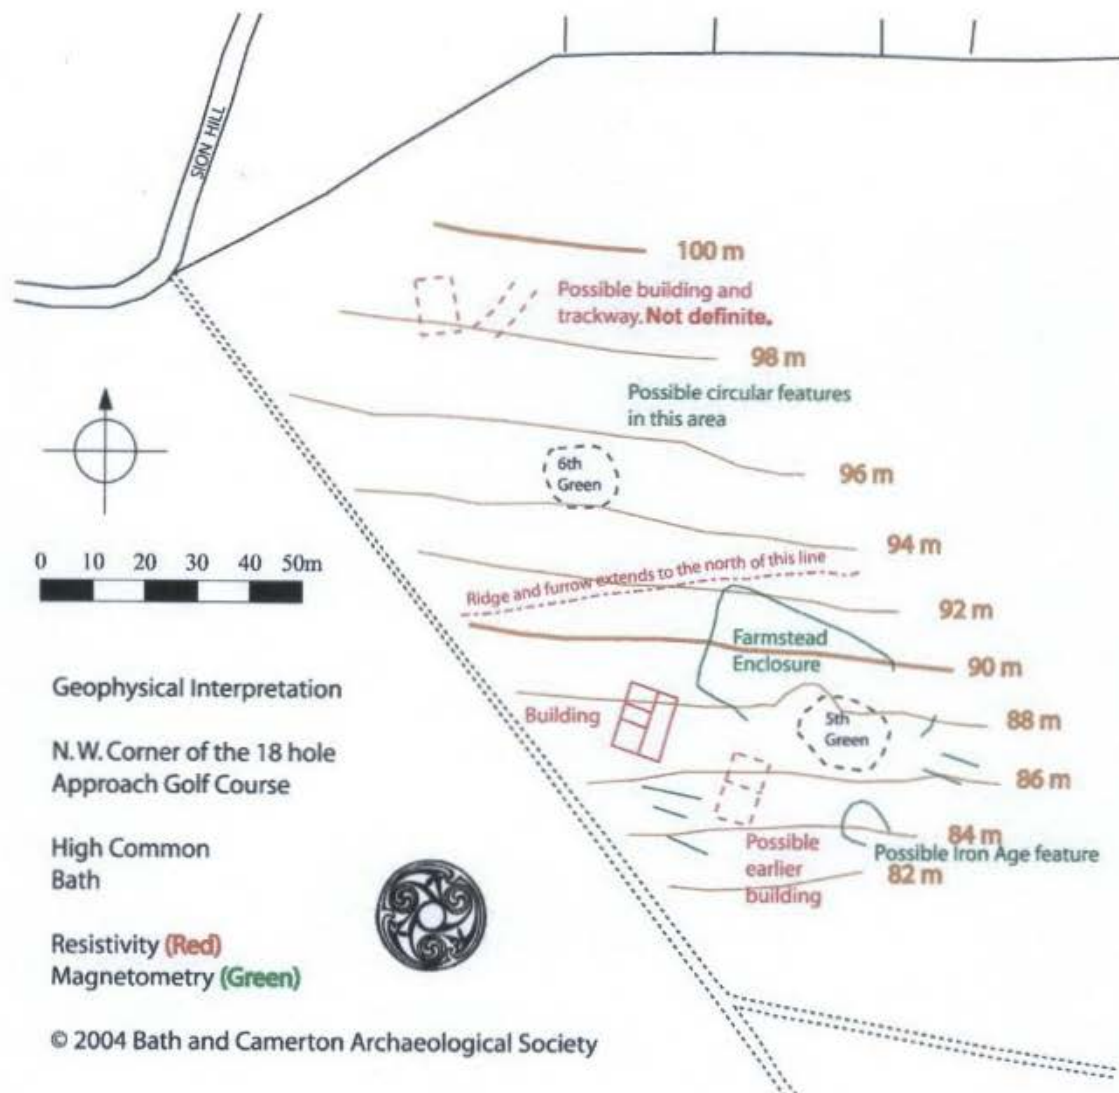 SION HILL
100 m
Possible building and
trackway. Not definite.
98 m
Possible circular features
in this area
96 m
6th
Green
94 m
Ridge and furrow extends to the north of this line
92 m
Farmstead
Enclosure
90 m
Building
5th
Green
88 m
86 m
84 m
Possible Iron Age feature
Possible
earlier
building
82 m
0 10 20 30 40 50m
Geophysical Interpretation
N.W. Corner of the 18 hole
Approach Golf Course
High Common
Bath
Resistivity (Red)
Magnetometry (Green)
© 2004 Bath and Camerton Archaeological Society